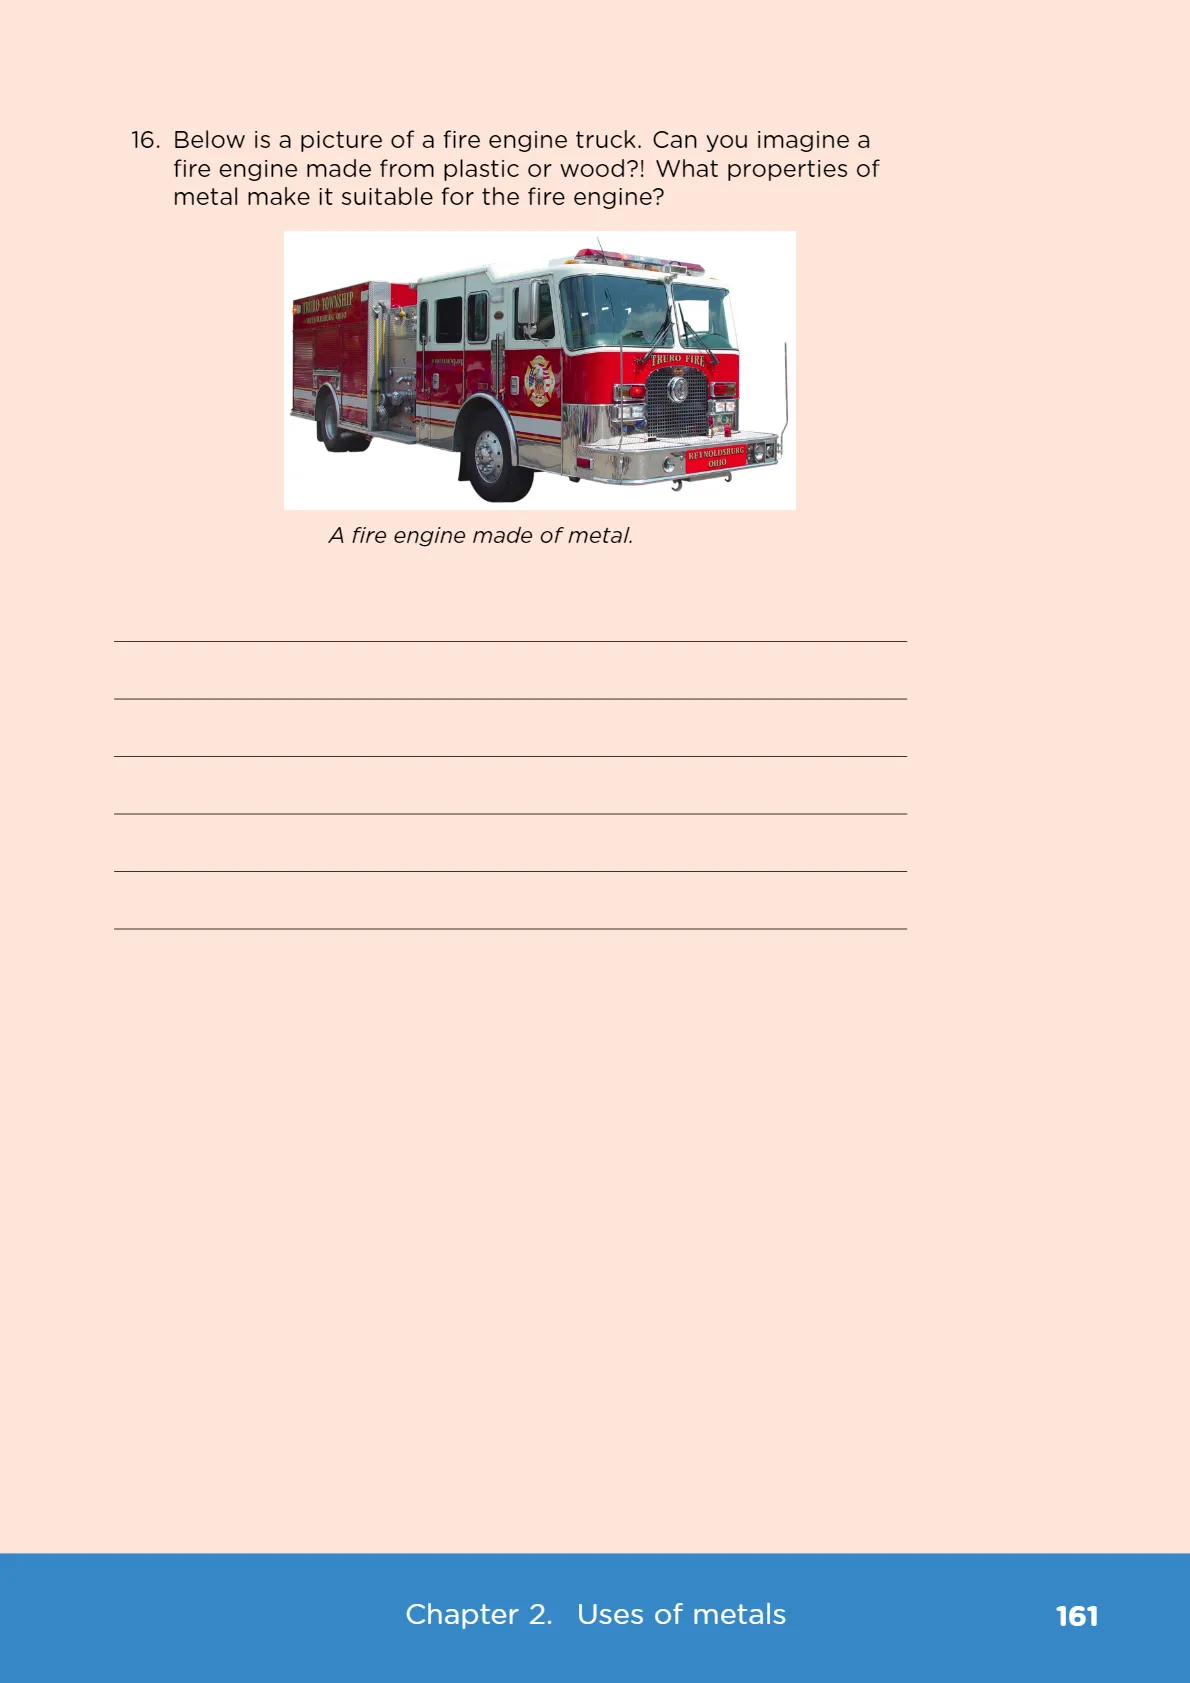 16. Below is a picture of a fire engine truck. Can you imagine a
fire engine made from plastic or wood?! What properties of
metal make it suitable for the fire engine?
TRURO TOWNSHIP
REYNOLDSBURG OHIO
TRURO FIRE
REYNOLDSBURG
OHIO
A fire engine made of metal.
Chapter 2. Uses of metals
161